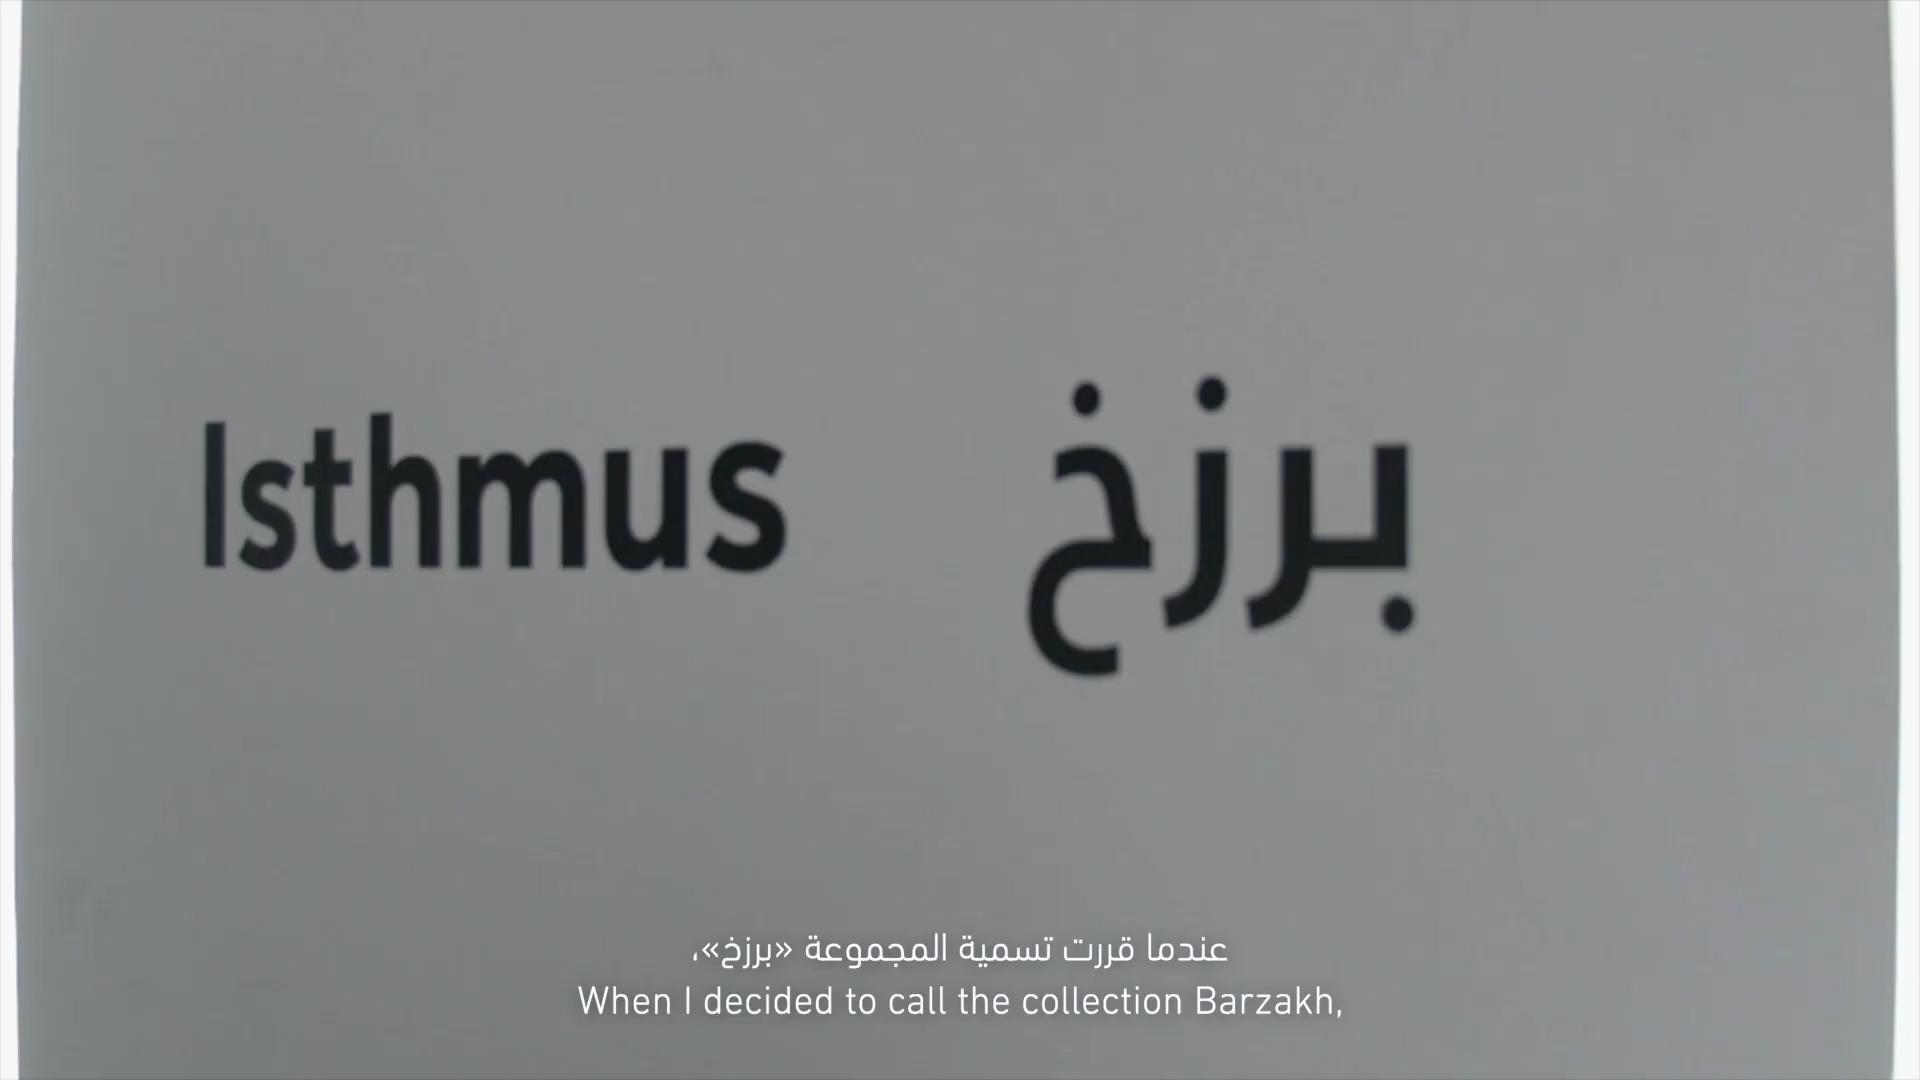 Isthmus برزخ
عندما قررت تسمية المجموعة «برزخ»،
When I decided to call the collection Barzakh,